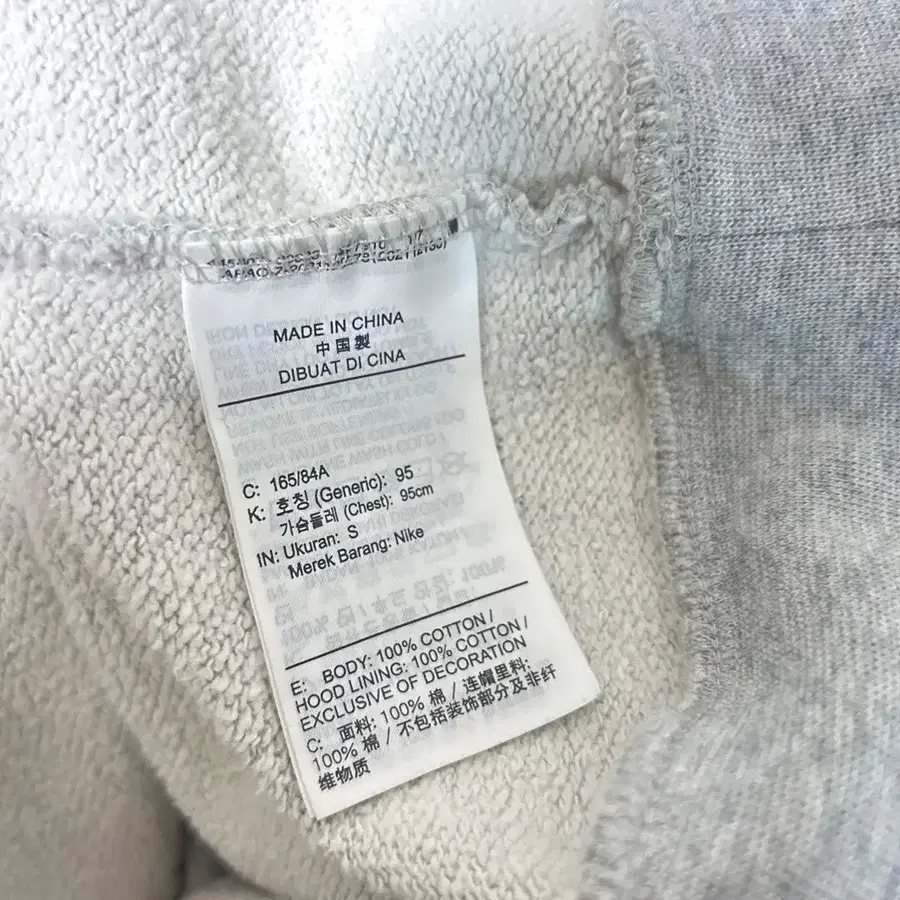 MADE IN CHINA
中国製
DIBUAT DI CINA
C: 165/84A
K: 호칭 (Generic): 95
가슴둘레 (Chest): 95cm
IN: Ukuran: S
Merek Barang: Nike
E: BODY: 100% COTTON /
HOOD LINING: 100% COTTON /
EXCLUSIVE OF DECORATION
C: 面料: 100% 棉 / 连帽里料:
100% 棉 / 不包括装饰部分及非纤
维物质